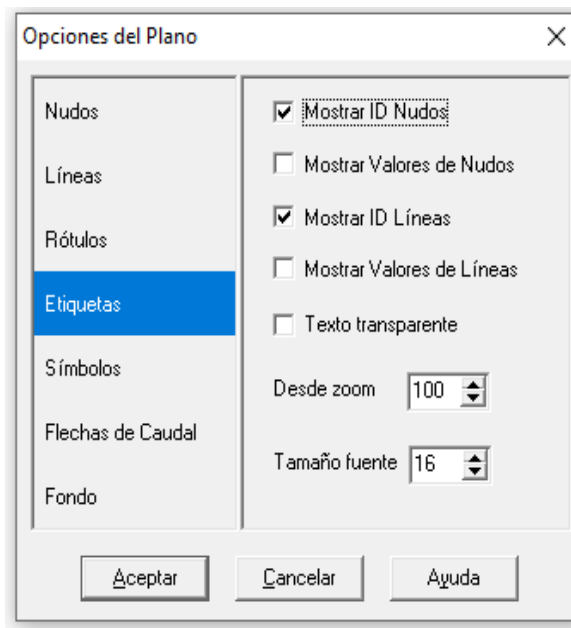 Opciones del Plano
Nudos
Líneas
Rótulos
Etiquetas
Símbolos
Flechas de Caudal
Fondo
Mostrar ID Nudos
Mostrar Valores de Nudos
Mostrar ID Líneas
Mostrar Valores de Líneas
Texto transparente
Desde zoom 100
Tamaño fuente 16
Aceptar Cancelar Ayuda